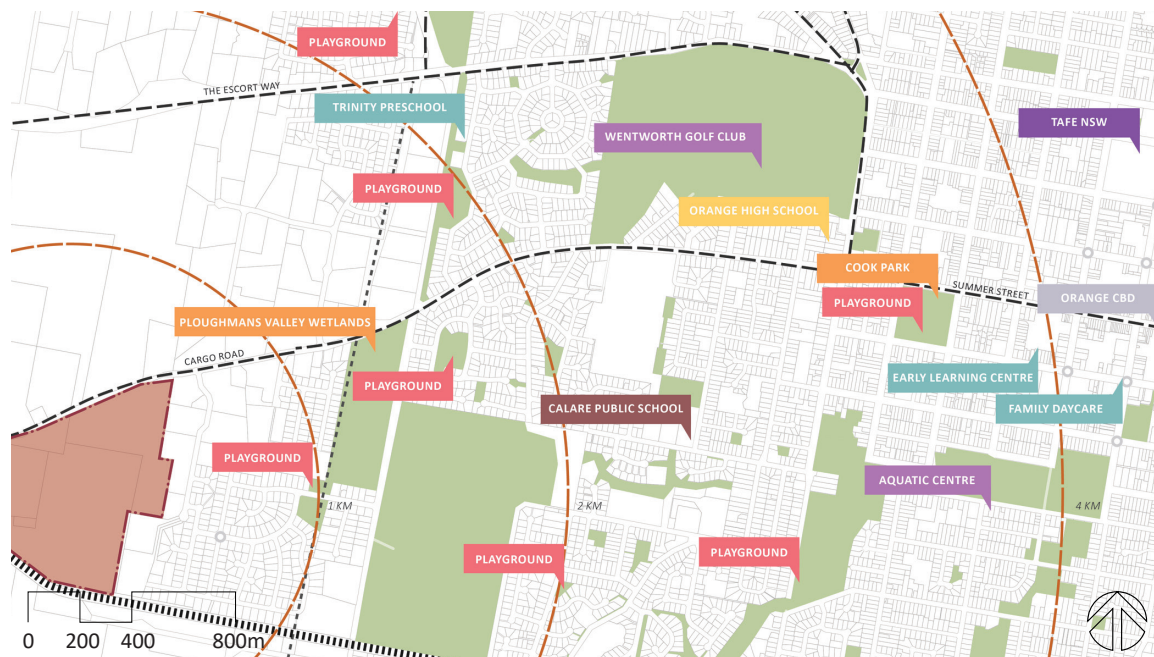 PLAYGROUND
THE ESCORT WAY
TRINITY PRESCHOOL
TAFE NSW
WENTWORTH GOLF CLUB
PLAYGROUND
ORANGE HIGH SCHOOL
COOK PARK
SUMMER STREET
ORANGE CBD
PLAYGROUND
PLOUGHMANS VALLEY WETLANDS
CARGO ROAD
EARLY LEARNING CENTRE
PLAYGROUND
CALARE PUBLIC SCHOOL
FAMILY DAYCARE
PLAYGROUND
AQUATIC CENTRE
1 KM
2 KM
4 KM
PLAYGROUND
PLAYGROUND
0 200 400 800m